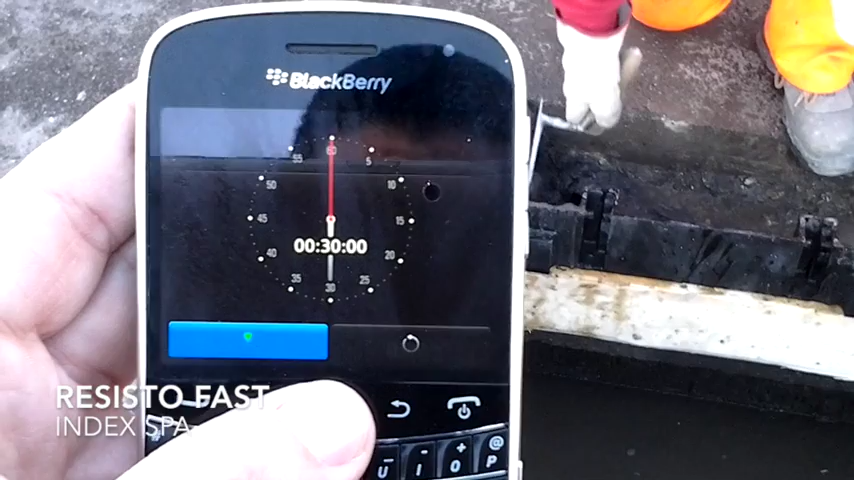 BlackBerry
60
55
5
50
10
45
15
00:30:00
40
20
35
25
30
RESISTO FAST
INDEX SPA
@
+
-
U
I
O
P